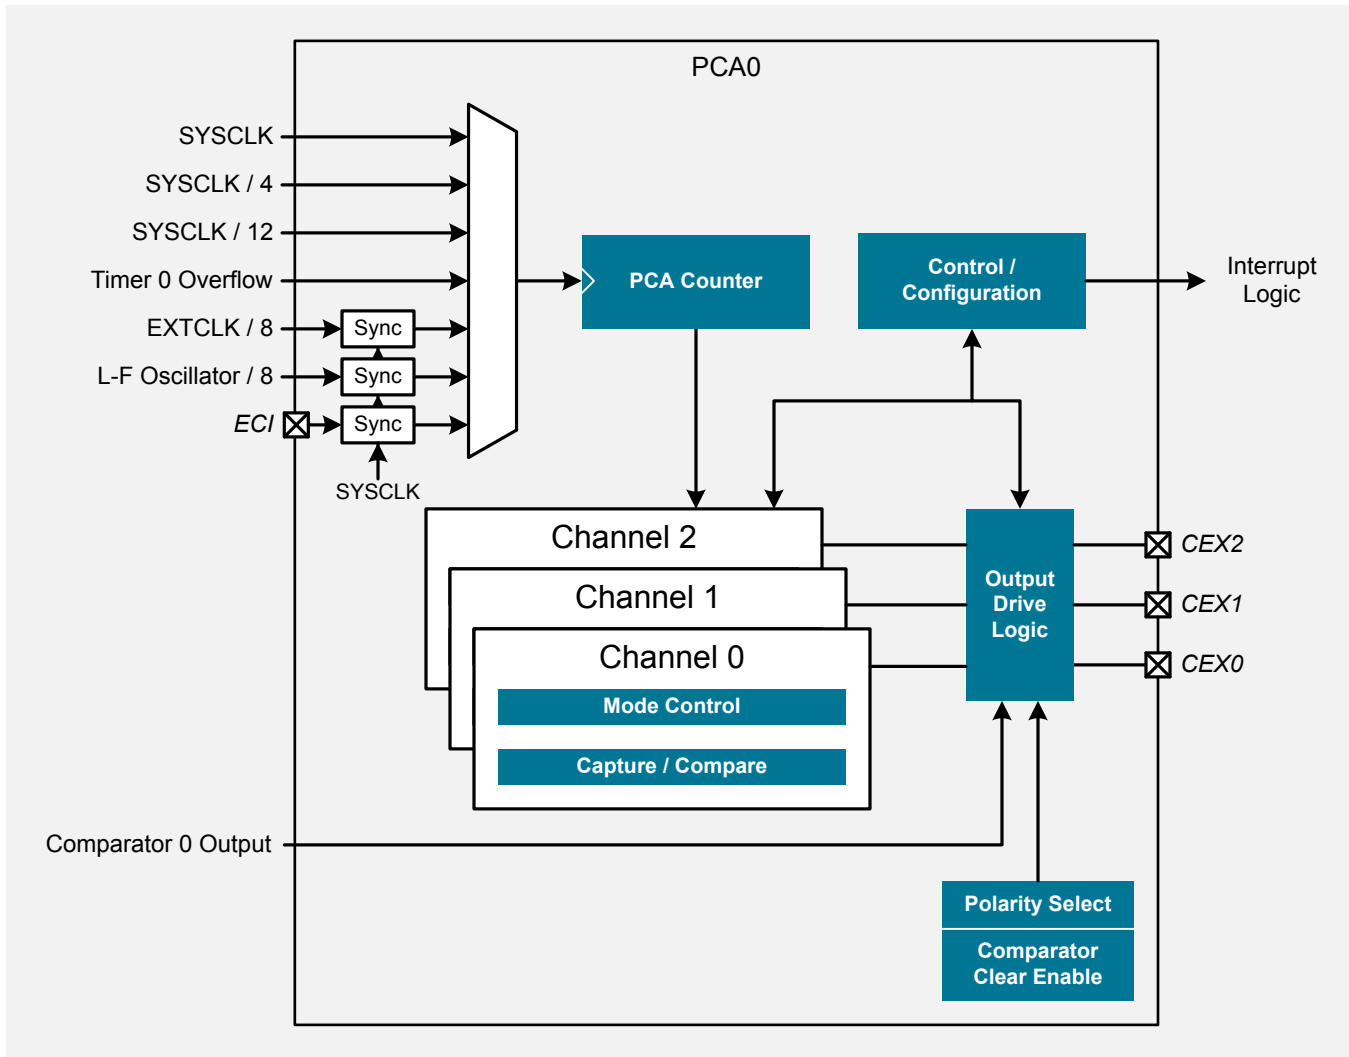 PCA0
SYSCLK
SYSCLK / 4
SYSCLK / 12
Timer 0 Overflow
EXTCLK / 8
Sync
L-F Oscillator / 8
Sync
ECI
Sync
SYSCLK
PCA Counter
Control /
Configuration
Interrupt
Logic
Channel 2
Channel 1
Channel 0
Mode Control
Capture / Compare
Output
Drive
Logic
CEX2
CEX1
CEX0
Comparator 0 Output
Polarity Select
Comparator
Clear Enable